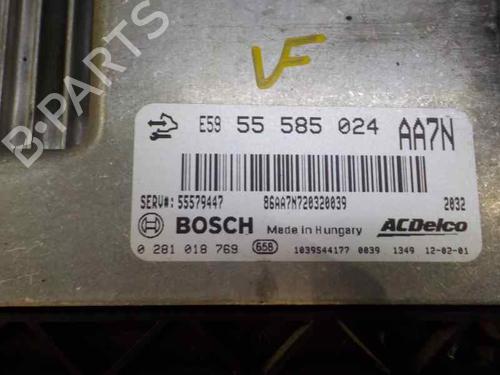 B-PARTS
VF
E59 55 585 024 AA7N
SERV#: 55579447 86AA7N720320039 2032
BOSCH Made in Hungary ACDelco
0 281 018 769 658 1039S44177 0039 1349 12-02-01